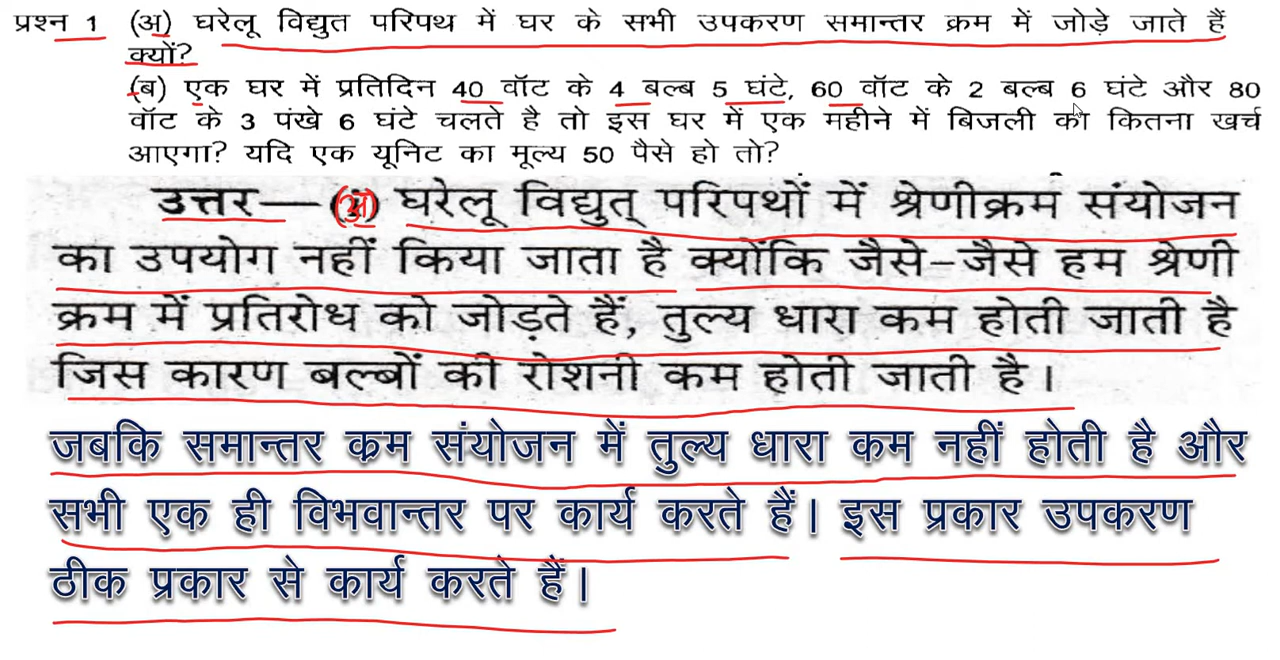 प्रश्न 1 (अ) घरेलू विद्युत परिपथ में घर के सभी उपकरण समान्तर क्रम में जोड़े जाते हैं
क्यों?
(ब) एक घर में प्रतिदिन 40 वॉट के 4 बल्ब 5 घंटे, 60 वॉट के 2 बल्ब 6 घंटे और 80
वॉट के 3 पंखे 6 घंटे चलते है तो इस घर में एक महीने में बिजली का कितना खर्च
आएगा? यदि एक यूनिट का मूल्य 50 पैसे हो तो?
उत्तर— (अ) घरेलू विद्युत् परिपथों में श्रेणीक्रम संयोजन
का उपयोग नहीं किया जाता है क्योंकि जैसे–जैसे हम श्रेणी
क्रम में प्रतिरोध को जोड़ते हैं, तुल्य धारा कम होती जाती है
जिस कारण बल्बों की रोशनी कम होती जाती है।
जबकि समान्तर क्रम संयोजन में तुल्य धारा कम नहीं होती है और
सभी एक ही विभवान्तर पर कार्य करते हैं। इस प्रकार उपकरण
ठीक प्रकार से कार्य करते हैं।